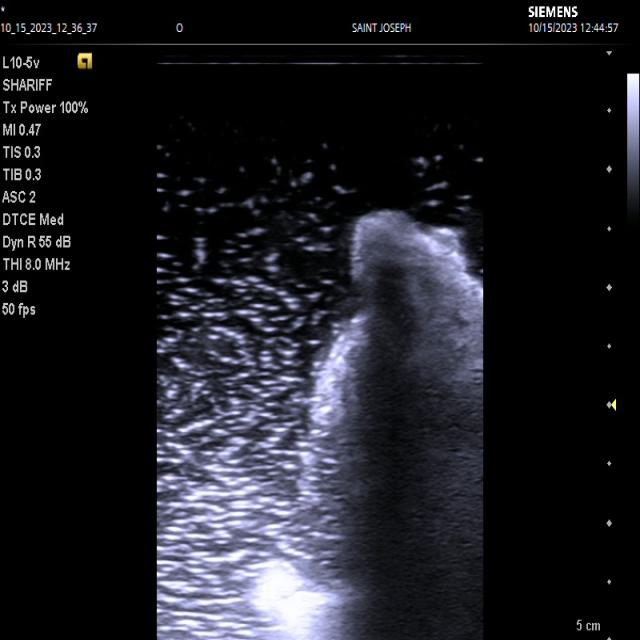 *
SIEMENS
10_15_2023_12_36_37 O SAINT JOSEPH 10/15/2023 12:44:57
L10-5v
SHARIFF
Tx Power 100%
MI 0.47
TIS 0.3
TIB 0.3
ASC 2
DTCE Med
Dyn R 55 dB
THI 8.0 MHz
3 dB
50 fps
5 cm